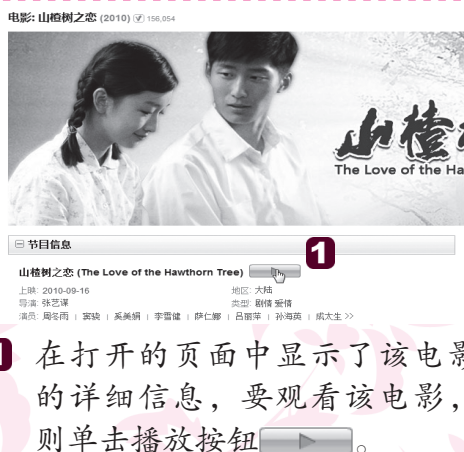 电影: 山楂树之恋 (2010) 156,054
山楂
The Love of the Ha
节目信息
1
山楂树之恋 (The Love of the Hawthorn Tree)
上映: 2010-09-16 地区: 大陆
导演: 张艺谋 类型: 剧情 爱情
演员: 周冬雨 | 窦骁 | 奚美娟 | 李雪健 | 萨仁娜 | 吕丽萍 | 孙海英 | 成太生 >>
1 在打开的页面中显示了该电影
的详细信息，要观看该电影，
则单击播放按钮。